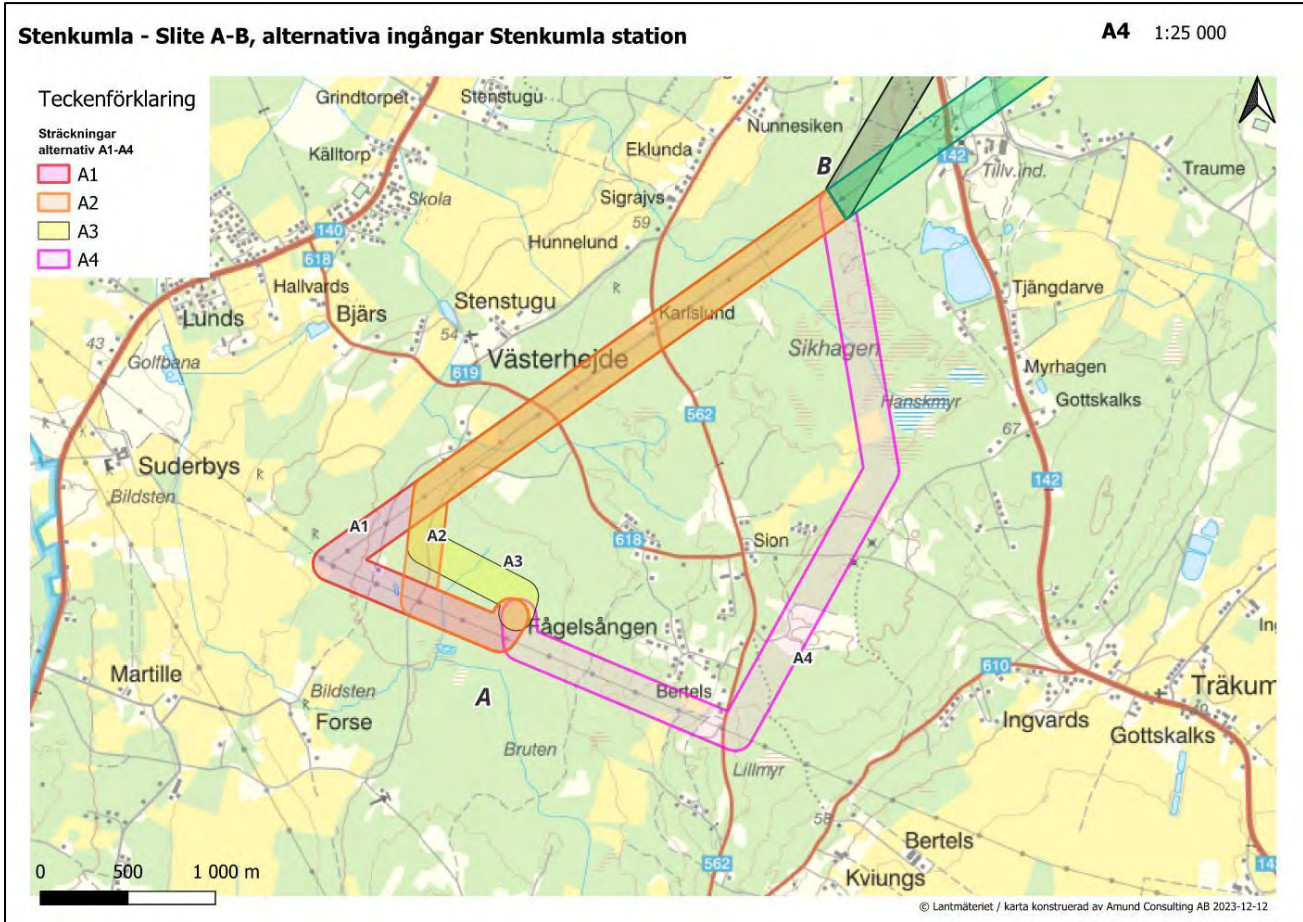 Stenkumla - Slite A-B, alternativa ingångar Stenkumla station
A4 1:25 000
Teckenförklaring
Sträckningar
alternativ A1-A4
A1
A2
A3
A4
Grindtorpet
Stenstugu
Nunnesiken
Källtorp
Eklunda
142
Tillv.ind.
Traume
B
Skola
Sigrajvs
59
140
Hunnelund
618
Hallvards
Tjängdarve
Lunds
Bjärs
Stenstugu
54
Karlslund
43
Golfbana
Västerhejde
Sikhagen
619
Myrhagen
Hanskmyr
Gottskalks
562
67
Suderbys
Bildsten
142
A1
A2
618
Sion
A3
Fågelsången
A4
610
Martille
Bildsten
A
Bertels
Träkum
Forse
Ingvards
Gottskalks
Bruten
Lillmyr
58
Bertels
562
Kviungs
0 500 1 000 m
© Lantmäteriet / karta konstruerad av Amund Consulting AB 2023-12-12